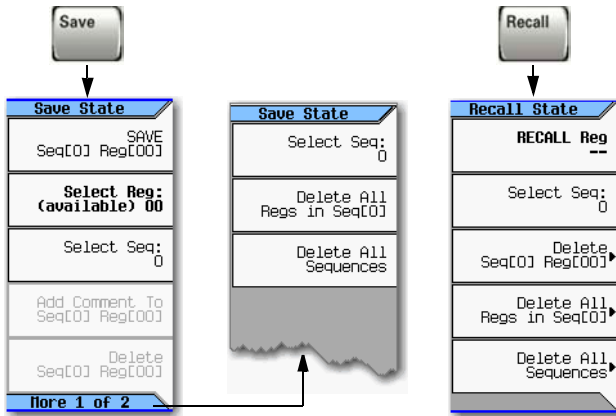 Save
Save State
SAVE
Seq[0] Reg[00]
Select Reg:
(available) 00
Select Seq:
0
Add Comment To
Seq[0] Reg[00]
Delete
Seq[0] Reg[00]
More 1 of 2
Save State
Select Seq:
0
Delete All
Regs in Seq[0]
Delete All
Sequences
Recall
Recall State
RECALL Reg
--
Select Seq:
0
Delete
Seq[0] Reg[00]
Delete All
Regs in Seq[0]
Delete All
Sequences